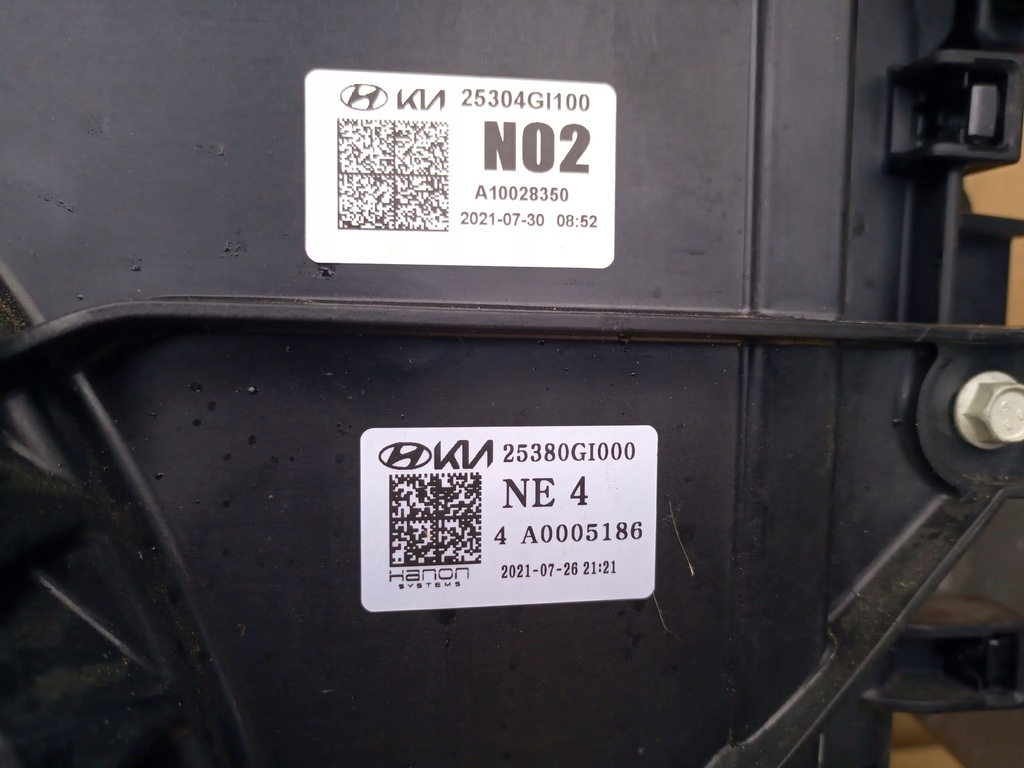 KIA 25304GI100
N02
A10028350
2021-07-30 08:52
KIA 25380GI000
NE 4
4 A0005186
2021-07-26 21:21
Hanon
SYSTEMS